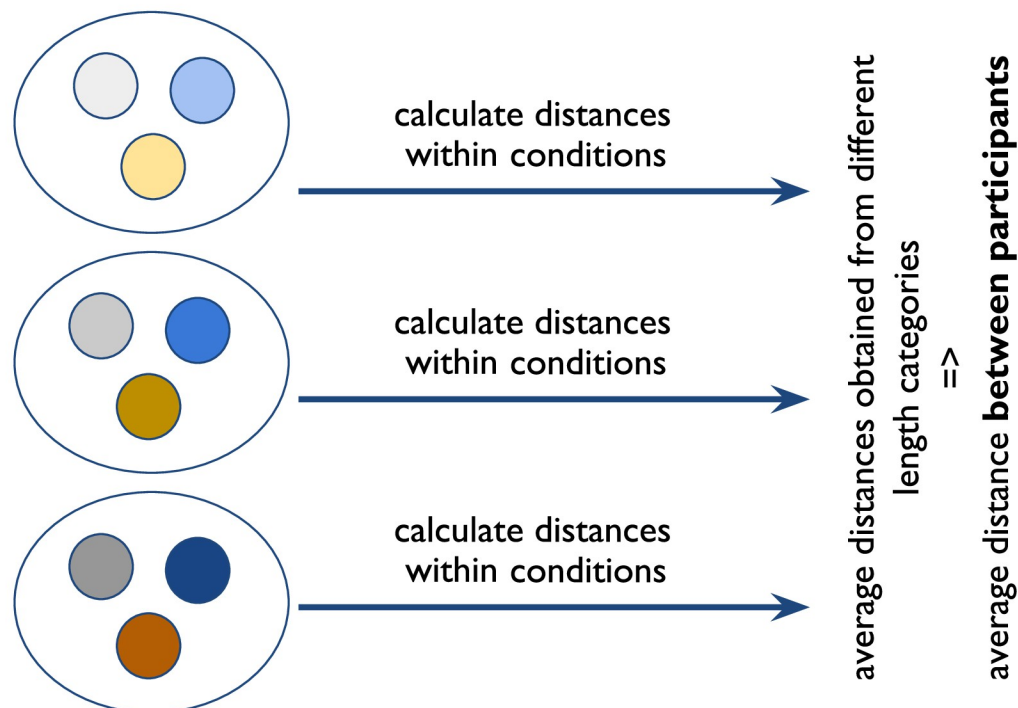 calculate distances
within conditions
calculate distances
within conditions
calculate distances
within conditions
average distances obtained from different
length categories
=>
average distance between participants